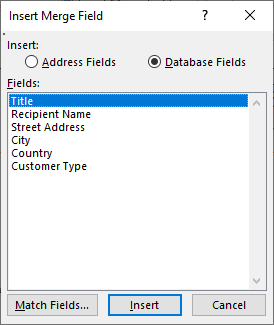 Insert Merge Field
?
Insert:
Address Fields Database Fields
Fields:
Title
Recipient Name
Street Address
City
Country
Customer Type
Match Fields... Insert Cancel